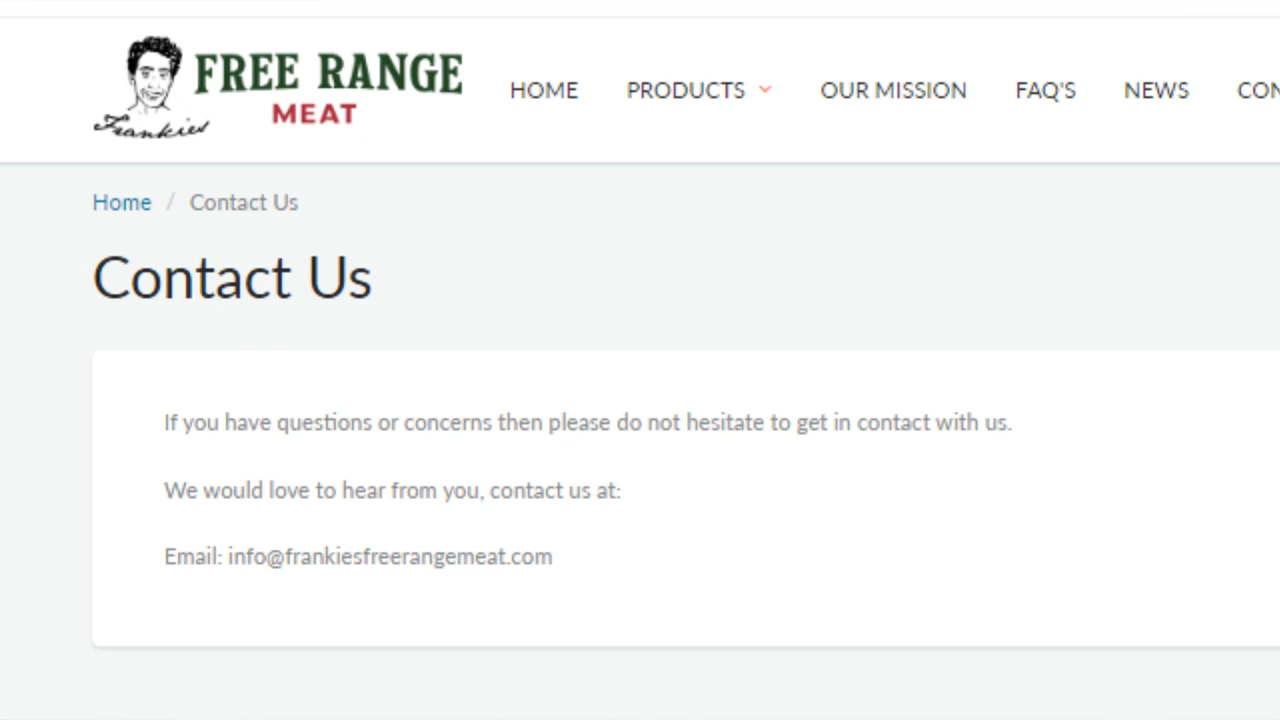 FREE RANGE
MEAT
Frankies
HOME PRODUCTS OUR MISSION FAQ'S NEWS CON
Home / Contact Us
Contact Us
If you have questions or concerns then please do not hesitate to get in contact with us.
We would love to hear from you, contact us at:
Email: info@frankiesfreerangemeat.com